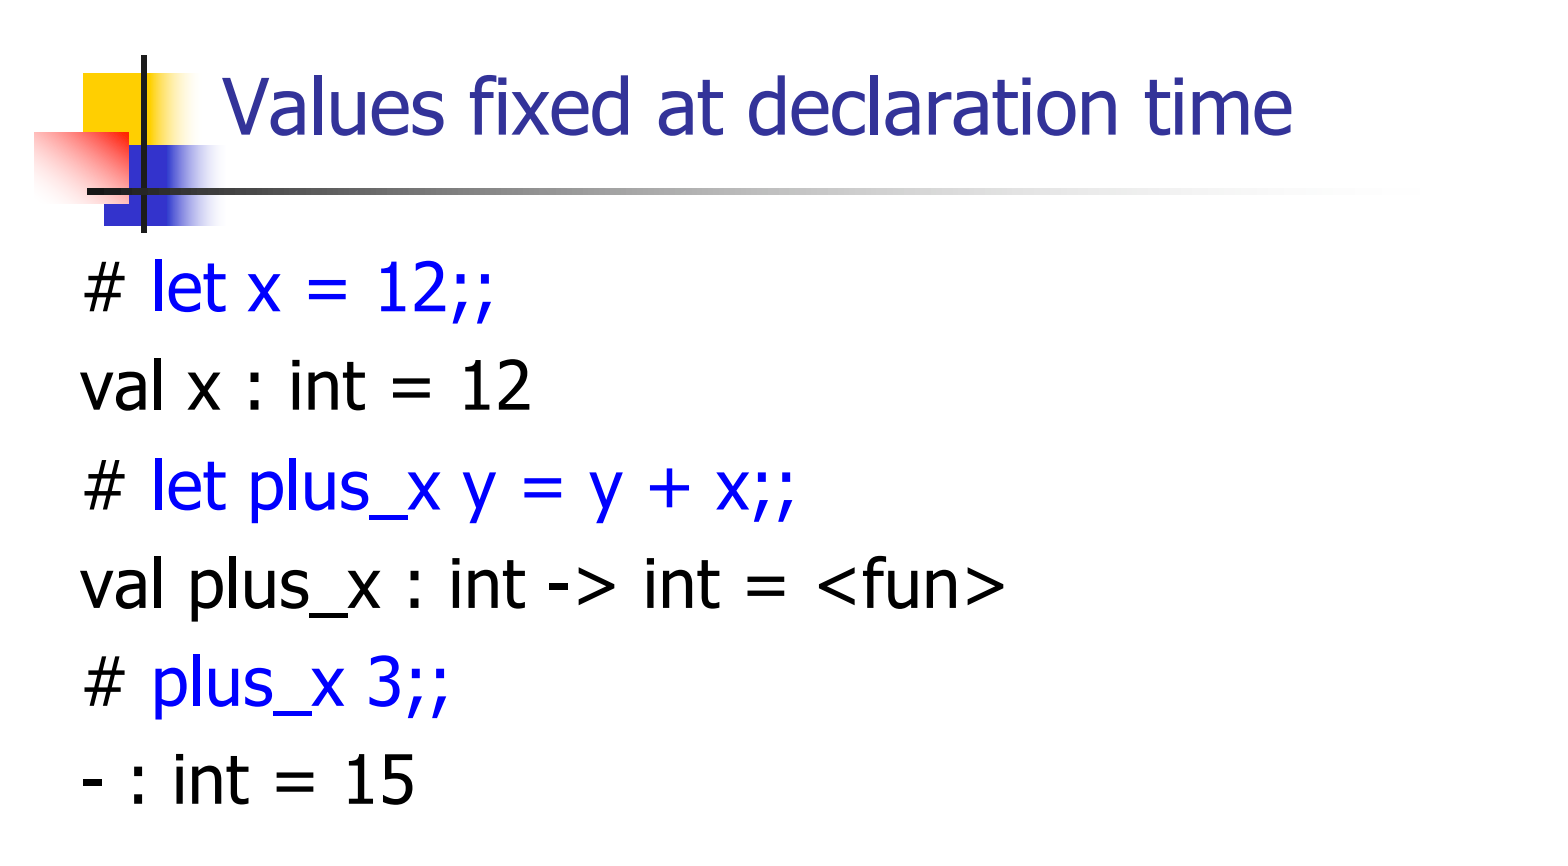 Values fixed at declaration time
# let x = 12;;
val x : int = 12
# let plus_x y = y + x;;
val plus_x : int -> int = <fun>
# plus_x 3;;
- : int = 15